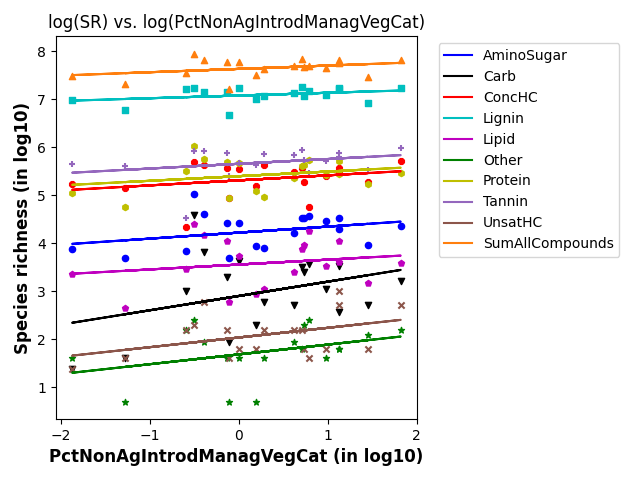 log(SR) vs. log(PctNonAgIntrodManagVegCat)
Species richness (in log10)
8
7
6
5
4
3
2
1
−2
−1
0
1
2
PctNonAgIntrodManagVegCat (in log10)
AminoSugar
Carb
ConcHC
Lignin
Lipid
Other
Protein
Tannin
UnsatHC
SumAllCompounds